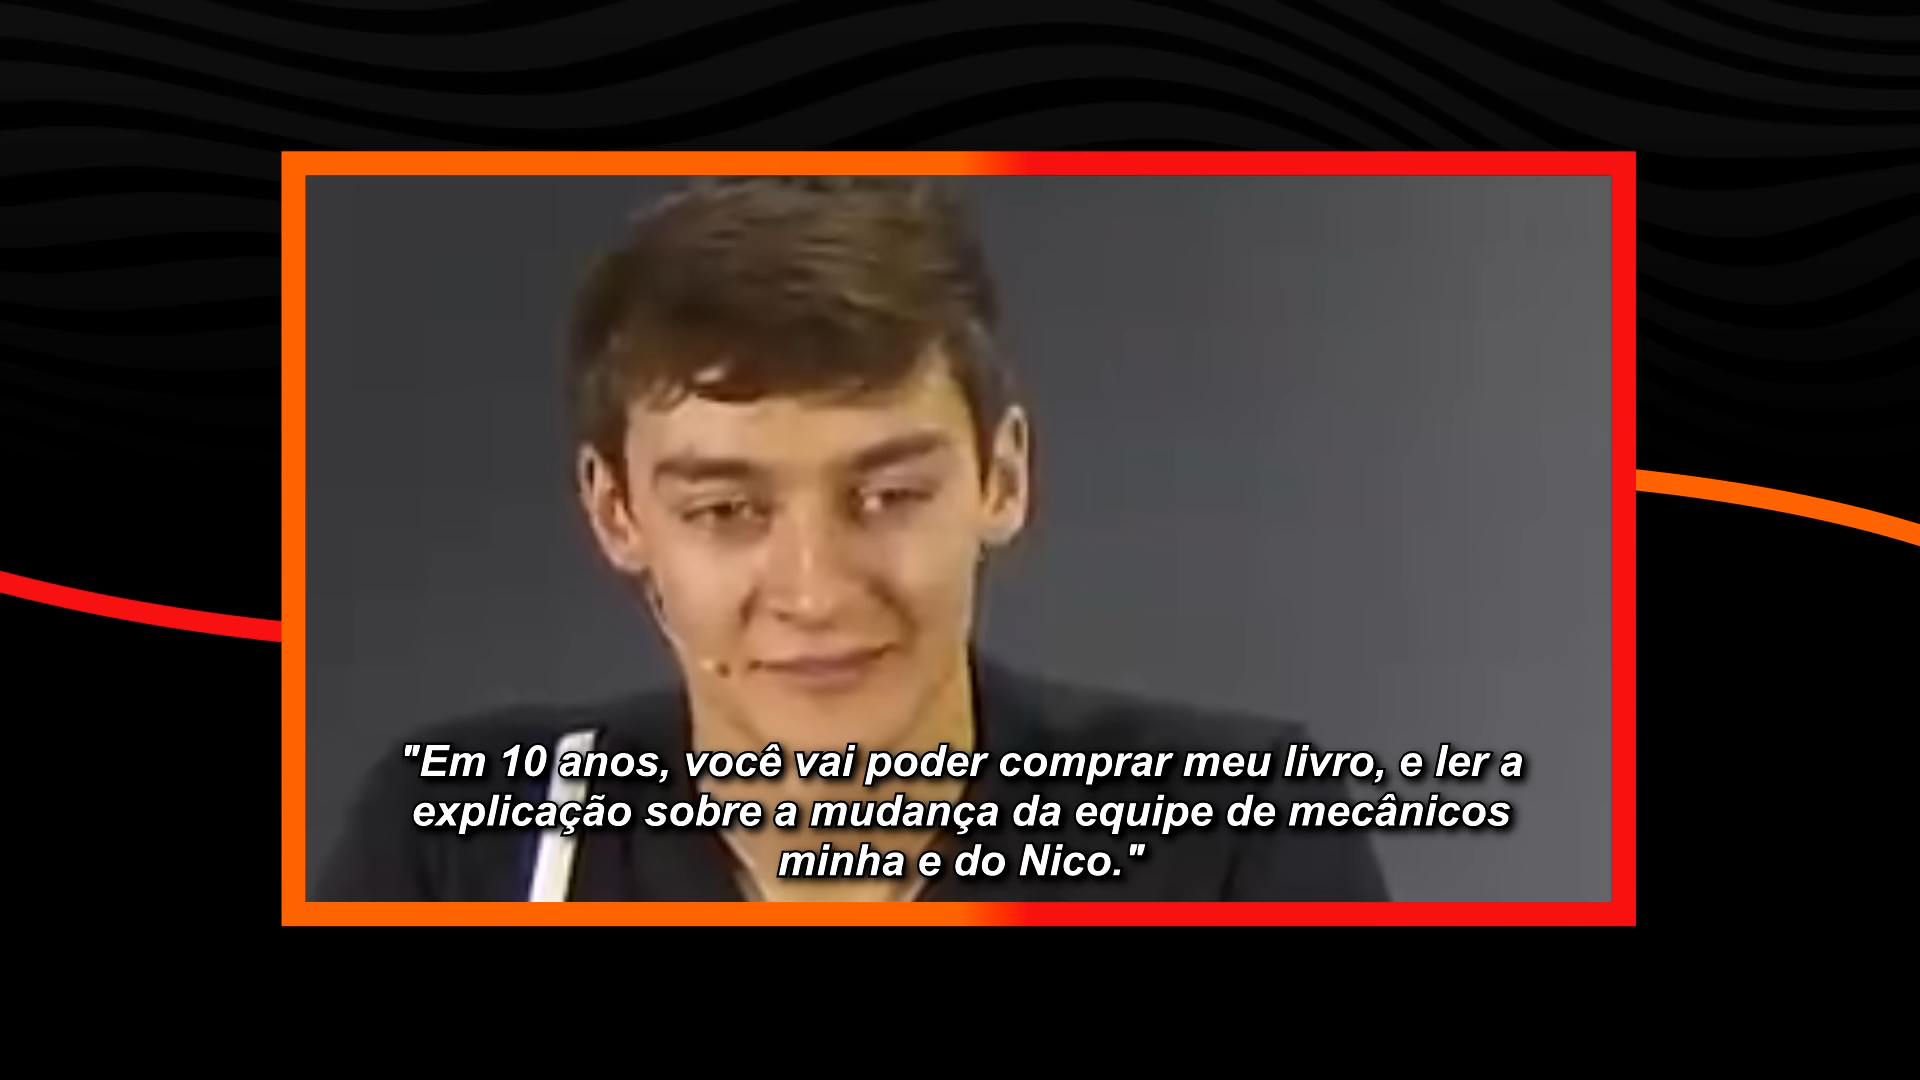 "Em 10 anos, você vai poder comprar meu livro, e ler a
explicação sobre a mudança da equipe de mecânicos
minha e do Nico."